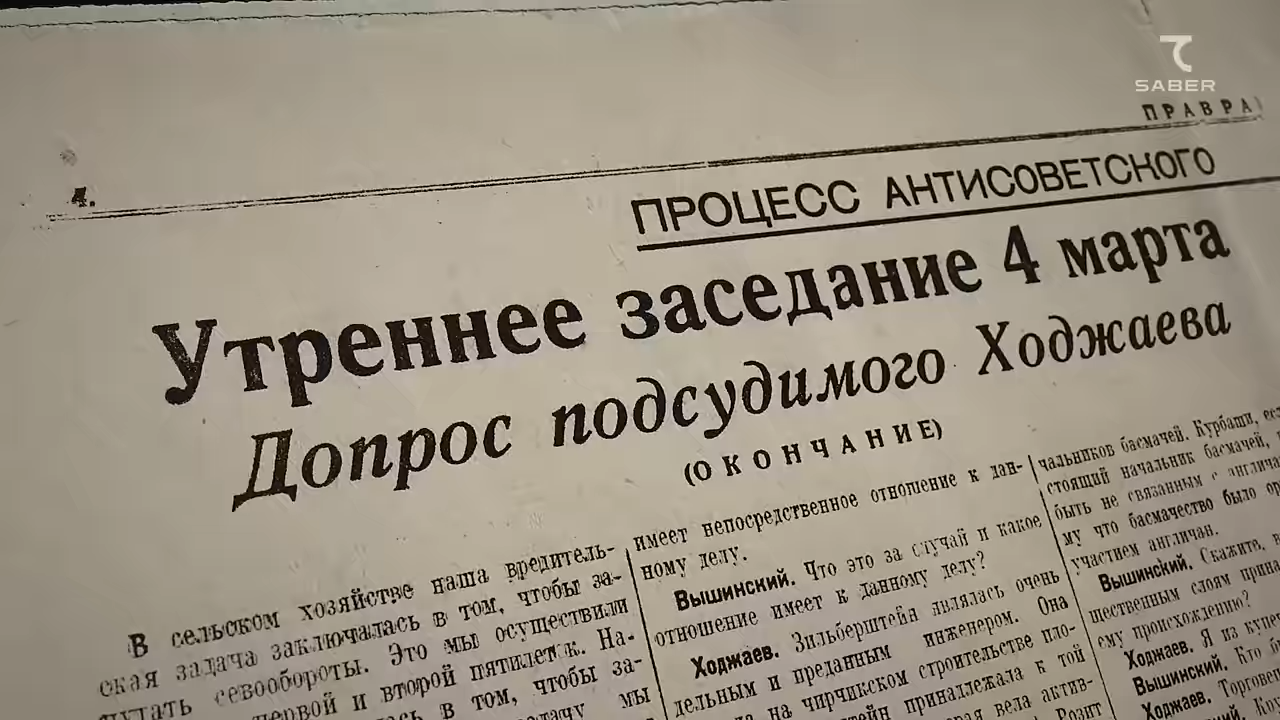 SABER
ПРАВДА
4.
ПРОЦЕСС АНТИСОВЕТСКОГО
Утреннее заседание 4 марта
Допрос подсудимого Ходжаева
(ОКОНЧАНИЕ)
В сельском хозяйстве наша вредитель-
ская задача заключалась в том, чтобы за-
путать севообороты. Это мы осуществили
первой и второй пятилеток. На-
в том, чтобы за-
мы
имеет непосредственное отношение к дан-
ному делу.
Вышинский. Что это за случай и какое
отношение имеет к данному делу?
Ходжаев. Зильберштейн являлась очень
дельным и преданным инженером. Она
на чирчикском строительстве
принадлежала к той
вела актив-
чальников басмачей. Курбаши,
стоящий начальник басмачей,
быть не связанным с
му что басмачество было
участием англичан.
Вышинский. Скажите,
щественным слоям
ему происхождению?
Ходжаев. Я из
Вышинский. Кто
Ходжаев.